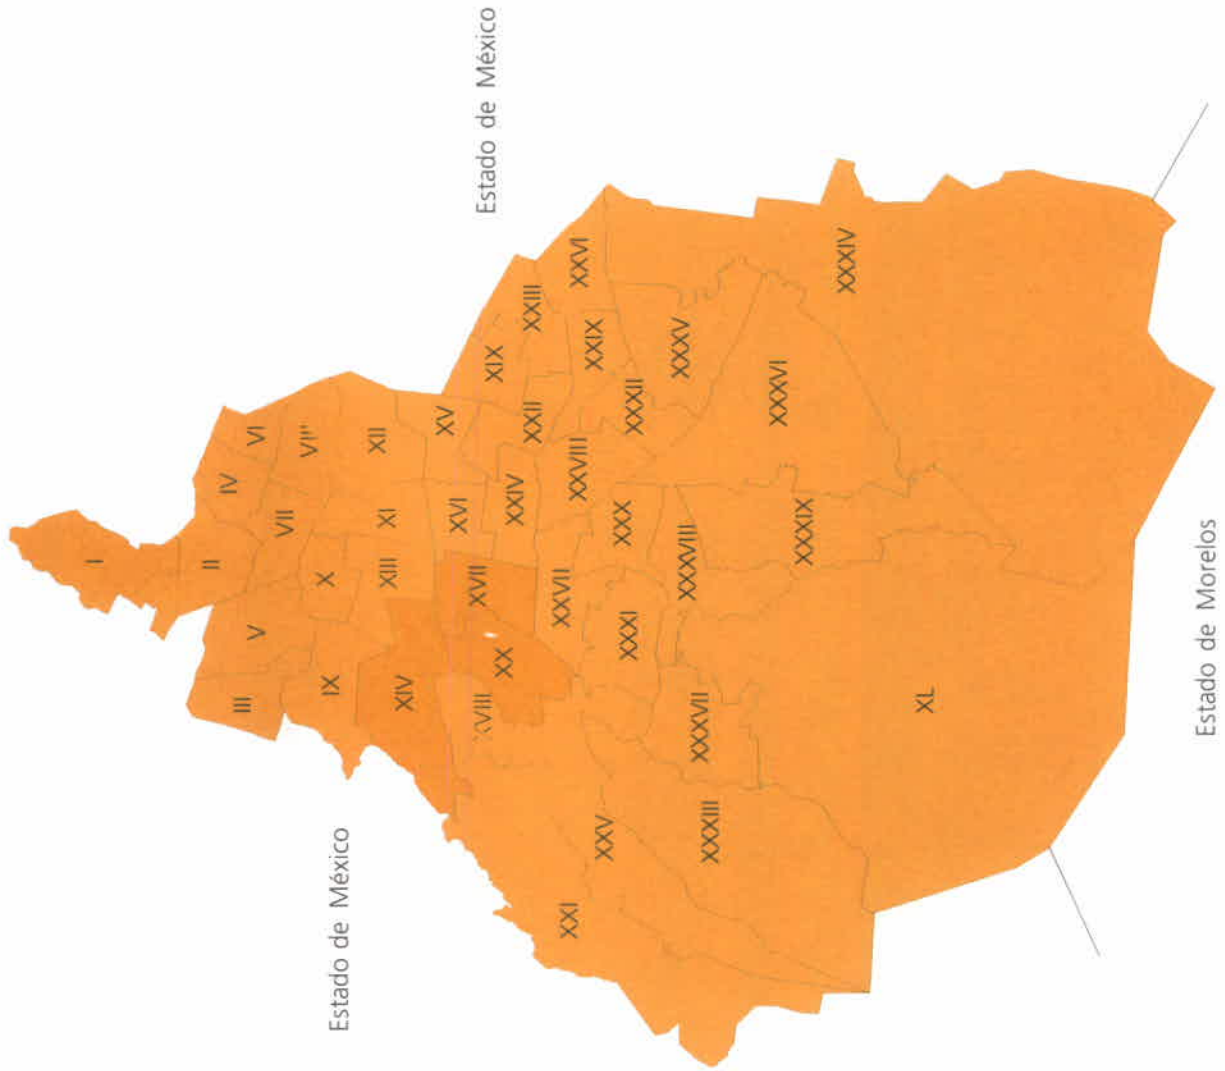 Estado de México
I
IV
VI
II
VII
VIII
V
X
XI
XII
III
IX
XIII
XIV
XV
XVI
XVII
XVIII
XX
XIX
XXIII
XXII
XXIV
XXVI
XXIX
XXVIII
XXVII
XXXII
XXXV
XXX
XXXI
XXXIV
XXXVI
XXXVIII
XXXIX
XXXVII
XXI
XXV
XXXIII
XL
Estado de México
Estado de Morelos